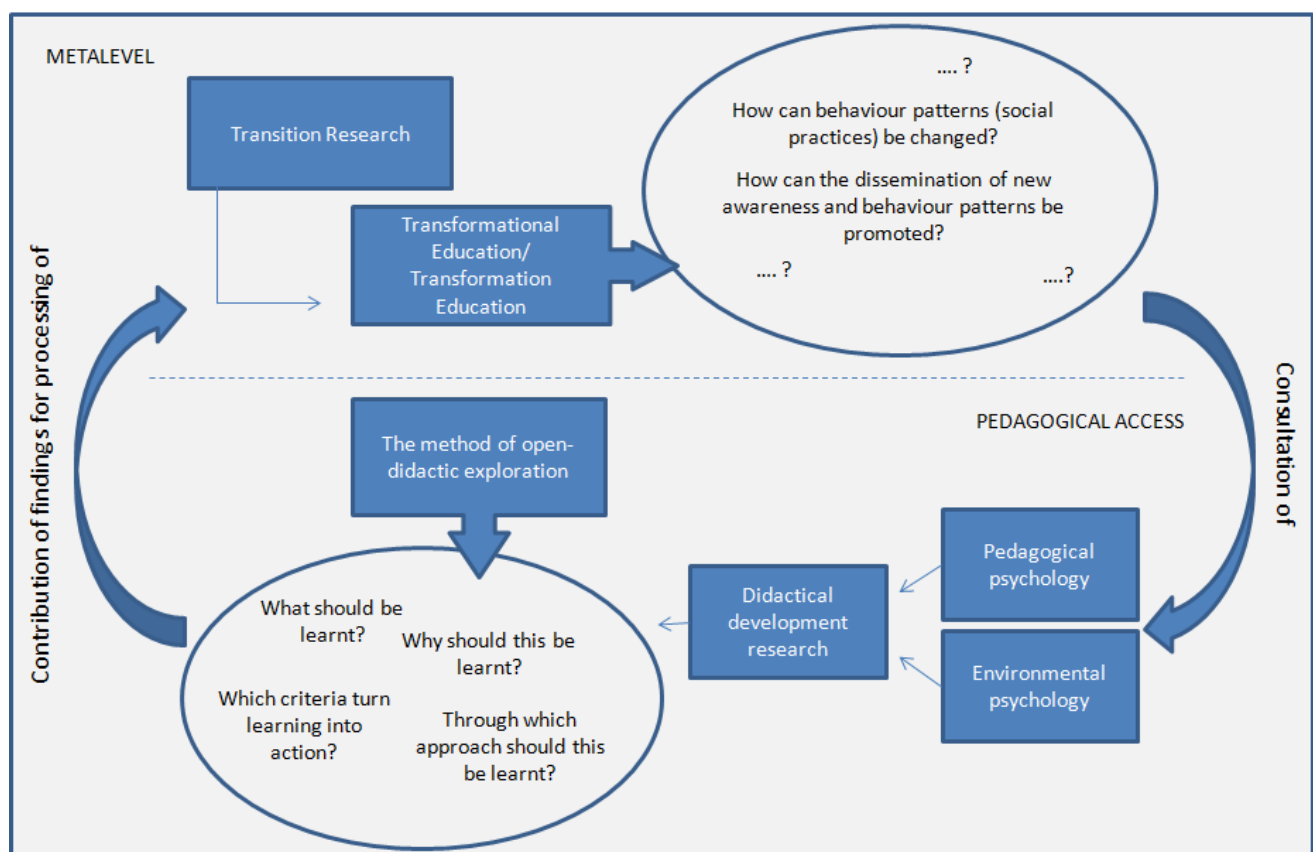 METALEVEL
Transition Research
Transformational
Education/
Transformation
Education
.... ?
How can behaviour patterns (social
practices) be changed?
How can the dissemination of new
awareness and behaviour patterns be
promoted?
.... ?
....?
Contribution of findings for processing of
Consultation of
PEDAGOGICAL ACCESS
The method of open-
didactic exploration
Pedagogical
psychology
Environmental
psychology
Didactical
development
research
What should be
learnt?
Why should this be
learnt?
Which criteria turn
learning into
action?
Through which
approach should this
be learnt?